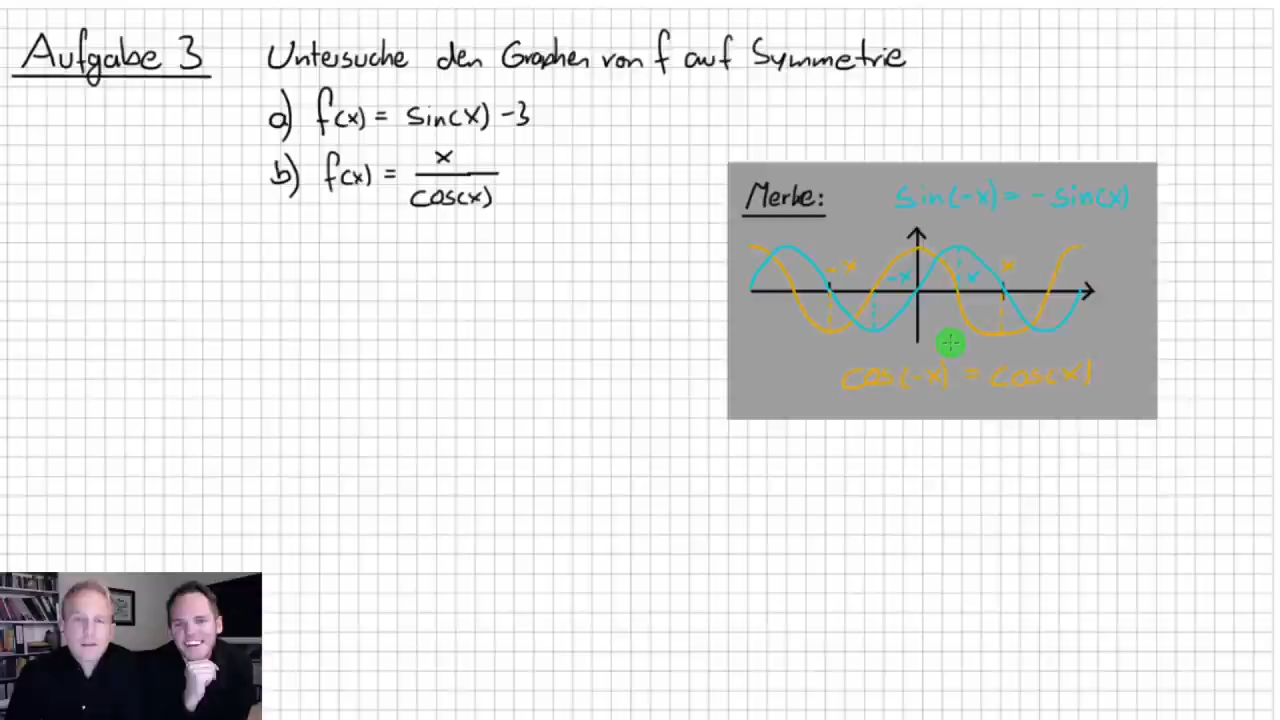 Aufgabe 3 Untersuche den Graphen von f auf Symmetrie
a) f(x) = sin(x) - 3
b) f(x) = x / cos(x)
Merke: sin(-x) = - sin(x)
-x -x x x
cos(-x) = cos(x)